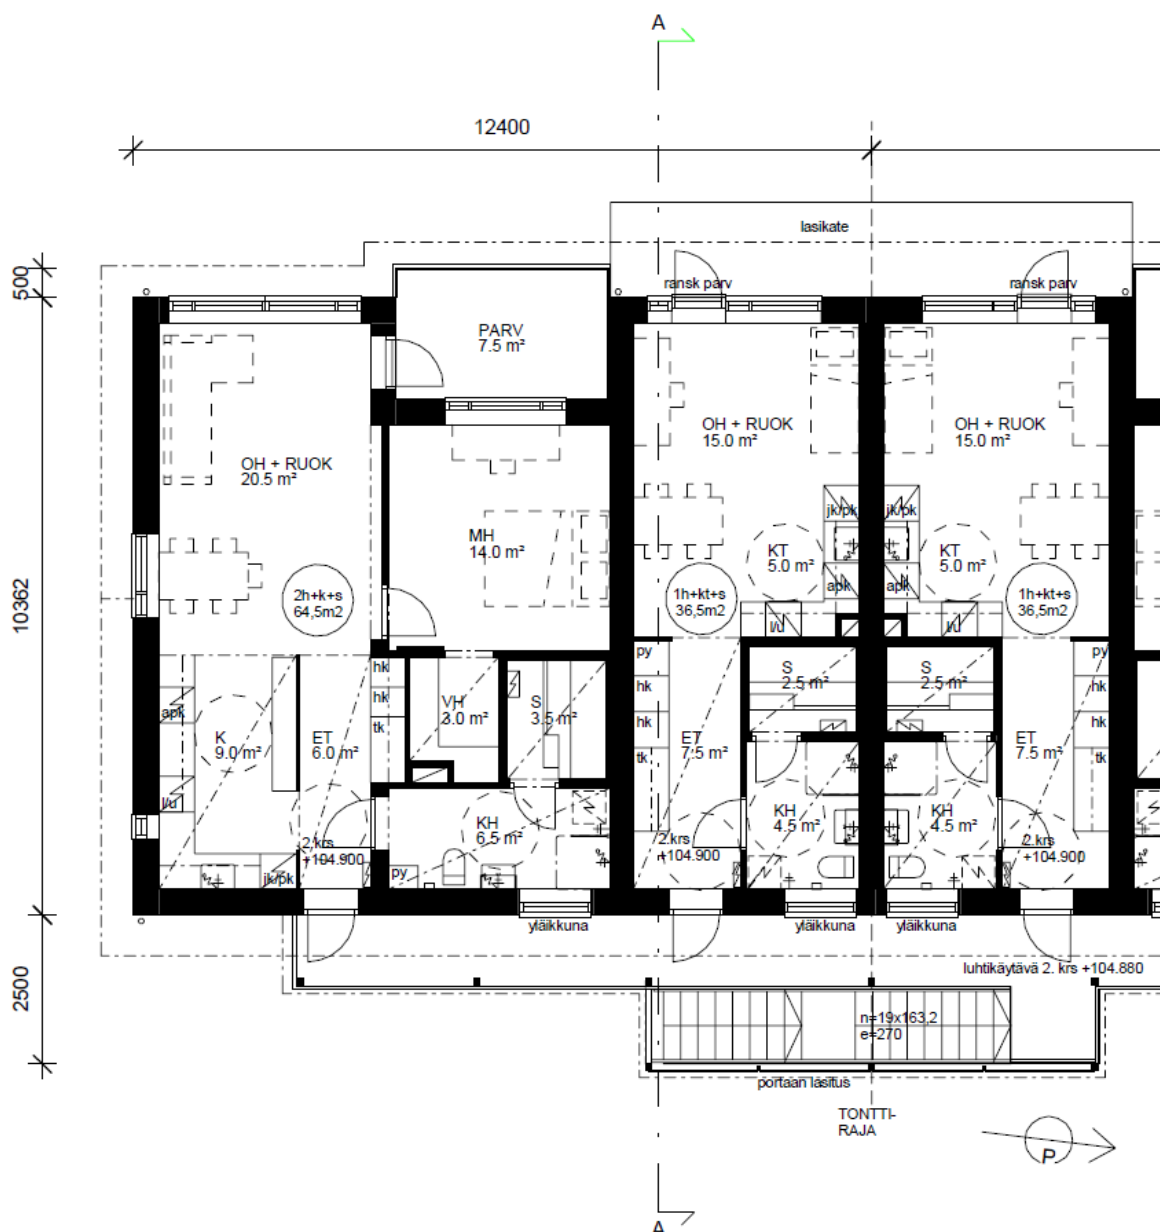 A
12400
lasikate
500
ransk parv
ransk parv
PARV
7.5 m²
OH + RUOK
15.0 m²
OH + RUOK
15.0 m²
OH + RUOK
20.5 m²
jk/pk
jk/pk
MH
14.0 m²
KT
5.0 m²
KT
5.0 m²
10362
2h+k+s
64,5m2
1h+kt+s
36,5m2
apk
apk
1h+kt+s
36,5m2
l/u
l/u
py
hk
hk
tk
hk
hk
tk
VH
3.0 m²
S
3.5 m²
S
2.5 m²
S
2.5 m²
py
hk
hk
tk
apk
K
9.0 m²
ET
6.0 m²
ET
7.5 m²
ET
7.5 m²
l/u
KH
6.5 m²
KH
4.5 m²
KH
4.5 m²
2.krs
+104.900
2.krs
+104.900
2.krs
+104.900
jk/pk
py
yläikkuna
yläikkuna
yläikkuna
luhtikäytävä 2. krs +104.880
2500
n=19x163,2
e=270
portaan lasitus
TONTTI-
RAJA
P
A